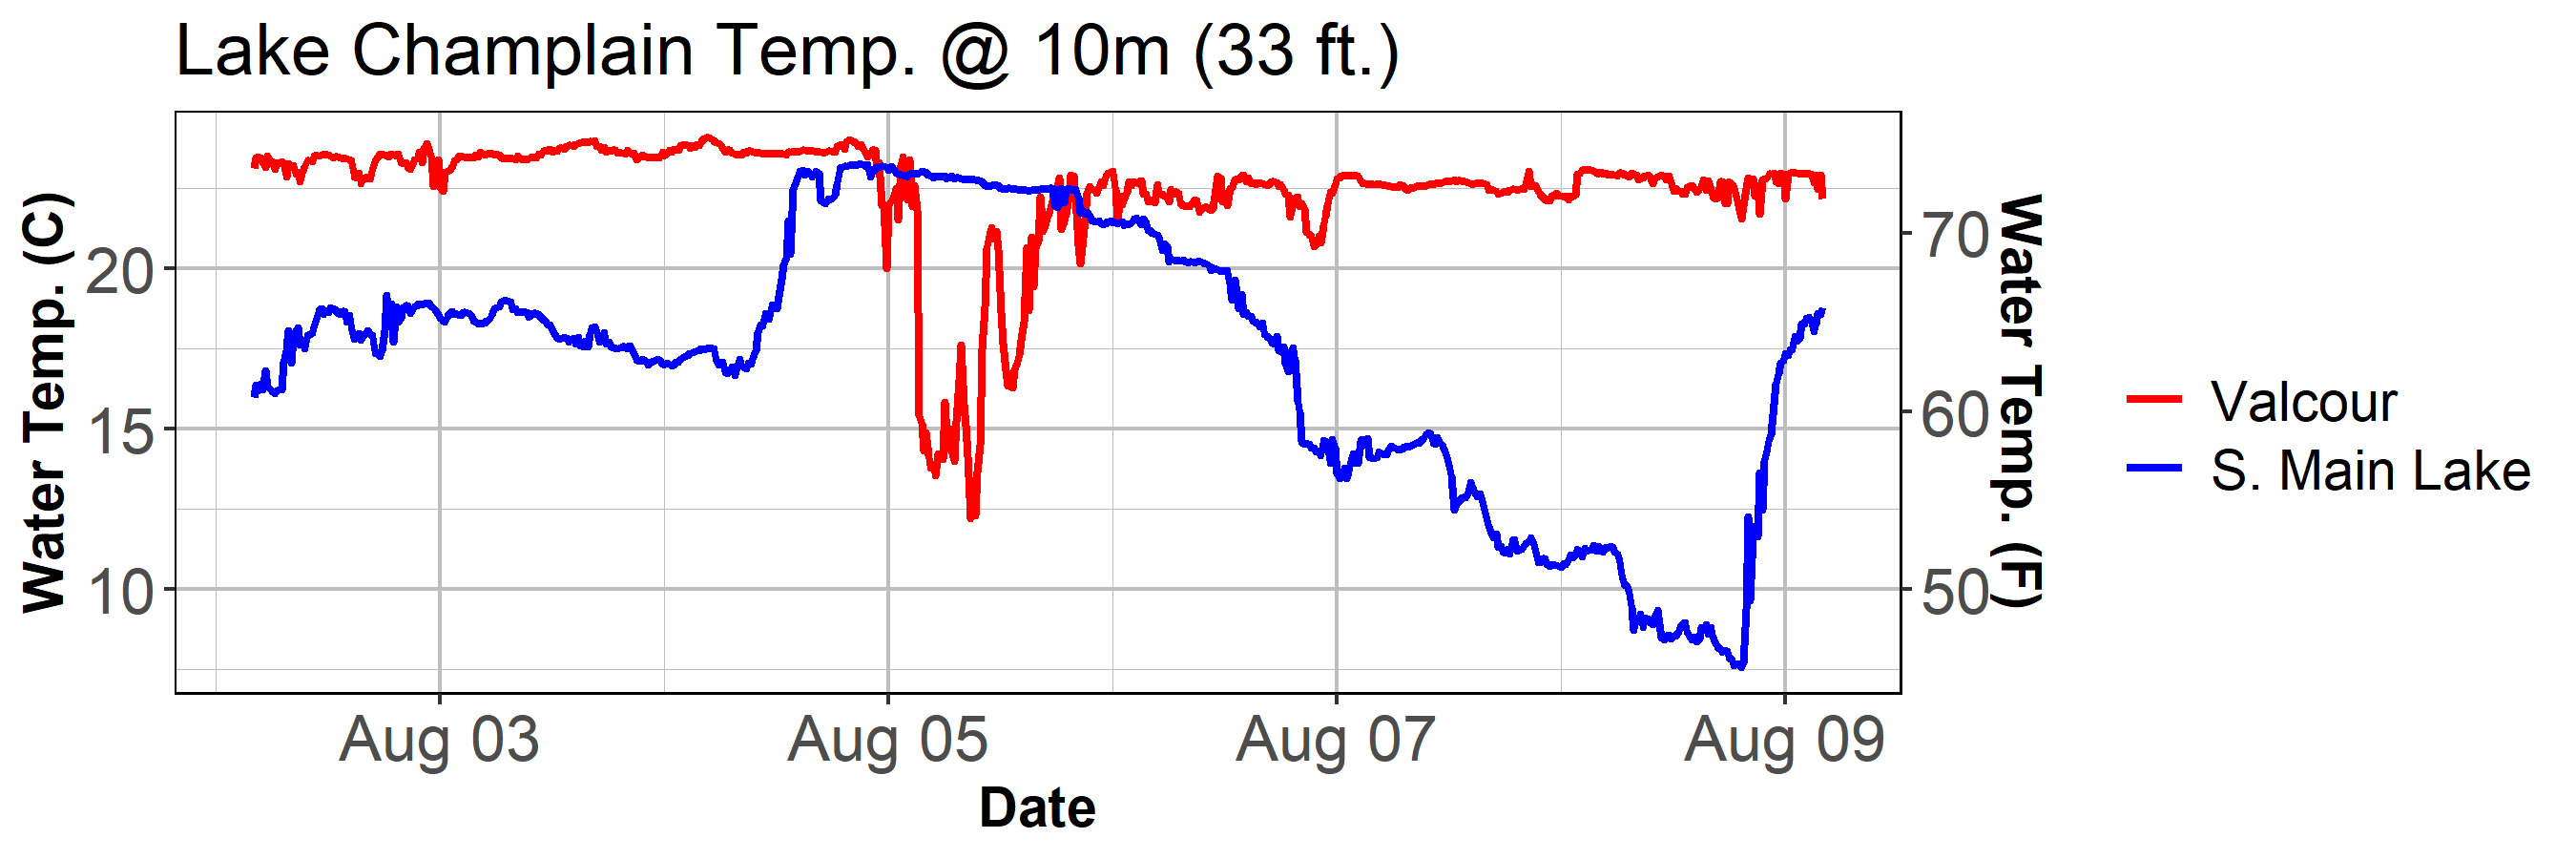 Lake Champlain Temp. @ 10m (33 ft.)
Water Temp. (C)
20
15
10
70
60
50
Water Temp. (F)
Aug 03
Aug 05
Aug 07
Aug 09
Date
Valcour
S. Main Lake